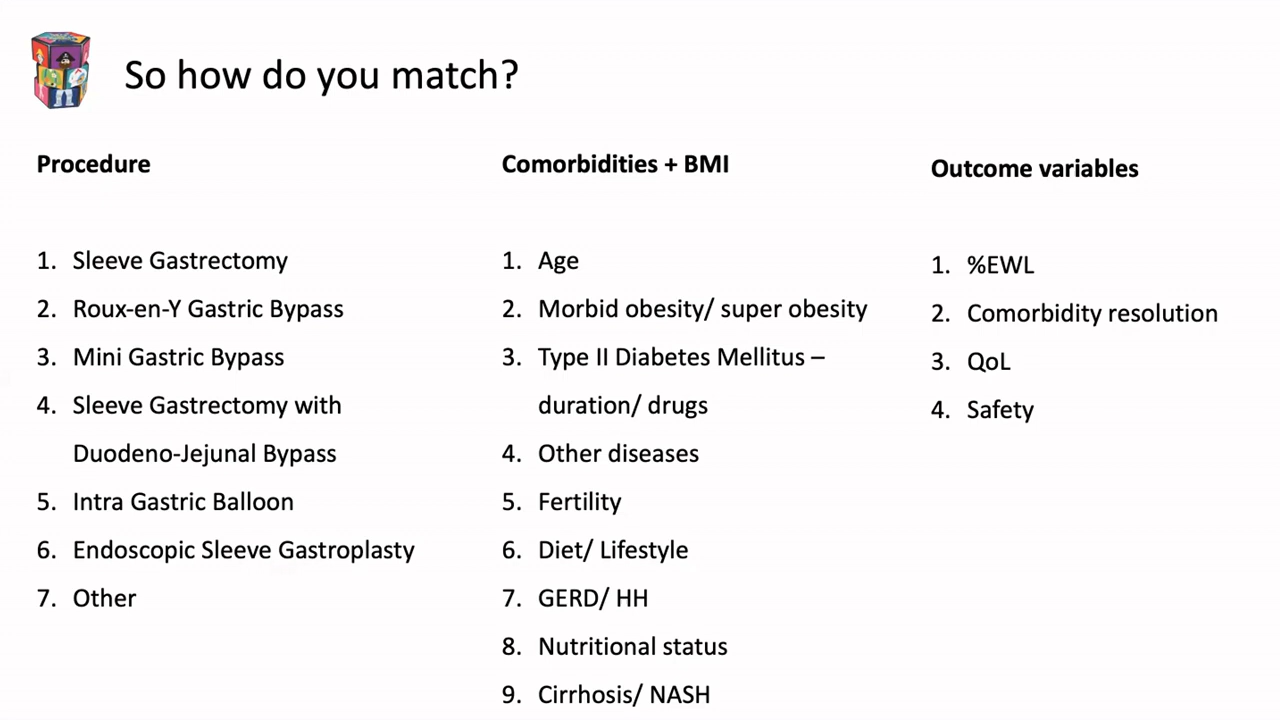 So how do you match?
Procedure
1. Sleeve Gastrectomy
2. Roux-en-Y Gastric Bypass
3. Mini Gastric Bypass
4. Sleeve Gastrectomy with
Duodeno-Jejunal Bypass
5. Intra Gastric Balloon
6. Endoscopic Sleeve Gastroplasty
7. Other
Comorbidities + BMI
1. Age
2. Morbid obesity/ super obesity
3. Type II Diabetes Mellitus –
duration/ drugs
4. Other diseases
5. Fertility
6. Diet/ Lifestyle
7. GERD/ HH
8. Nutritional status
9. Cirrhosis/ NASH
Outcome variables
1. %EWL
2. Comorbidity resolution
3. QoL
4. Safety